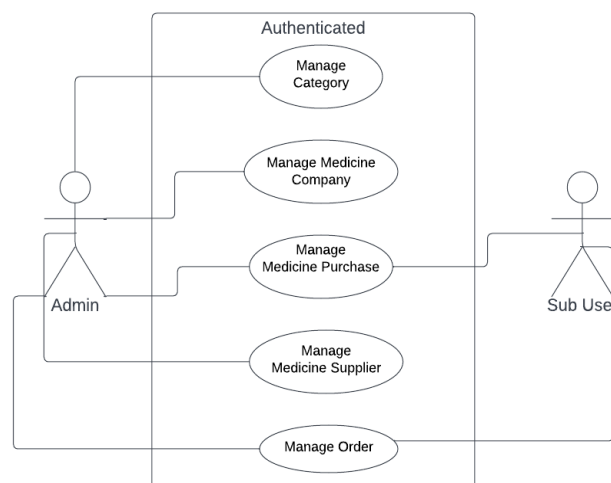 Authenticated
Manage
Category
Manage Medicine
Company
Manage
Medicine Purchase
Admin
Sub Use
Manage
Medicine Supplier
Manage Order